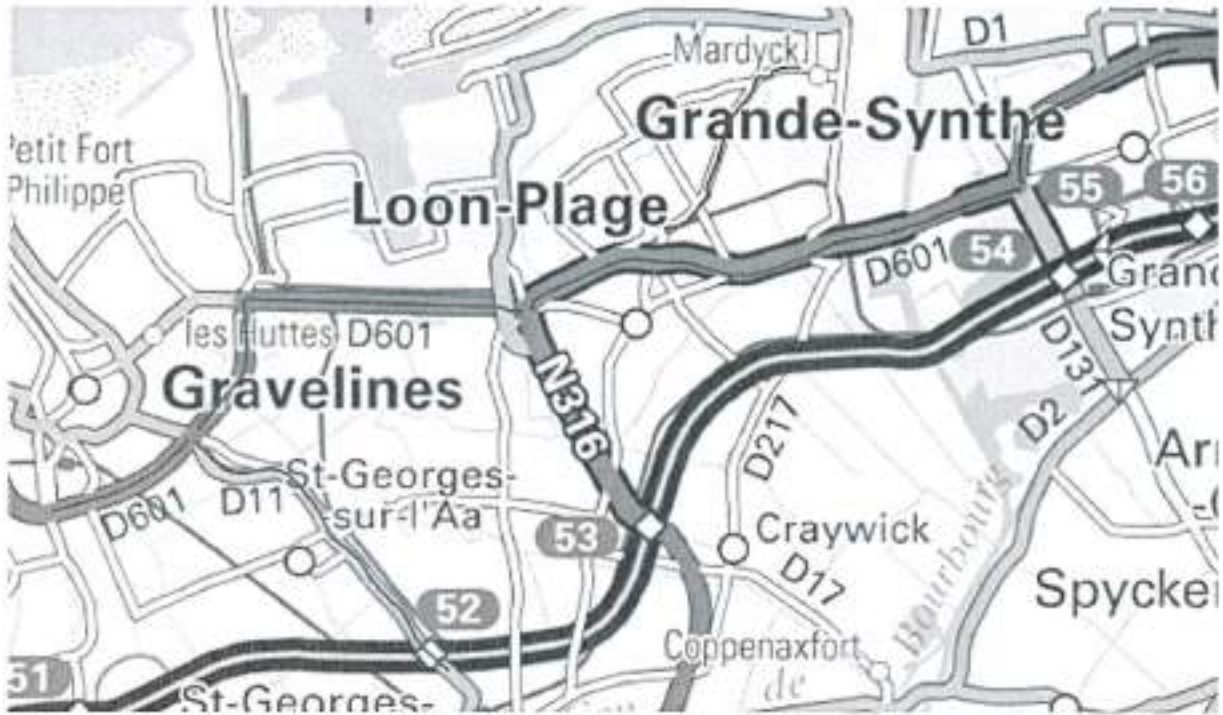 D1
Mardyck
Grande-Synthe
Petit Fort
Philippe
55
56
Loon-Plage
D601
54
Grand
Synth
les Huttes
D601
Gravelines
N316
D131
D217
D2
St-Georges-
-sur-l'Aa
D11
D601
53
Craywick
D17
Bourbourg
Spycker
52
Coppenaxfort
de
51
St-Georges-